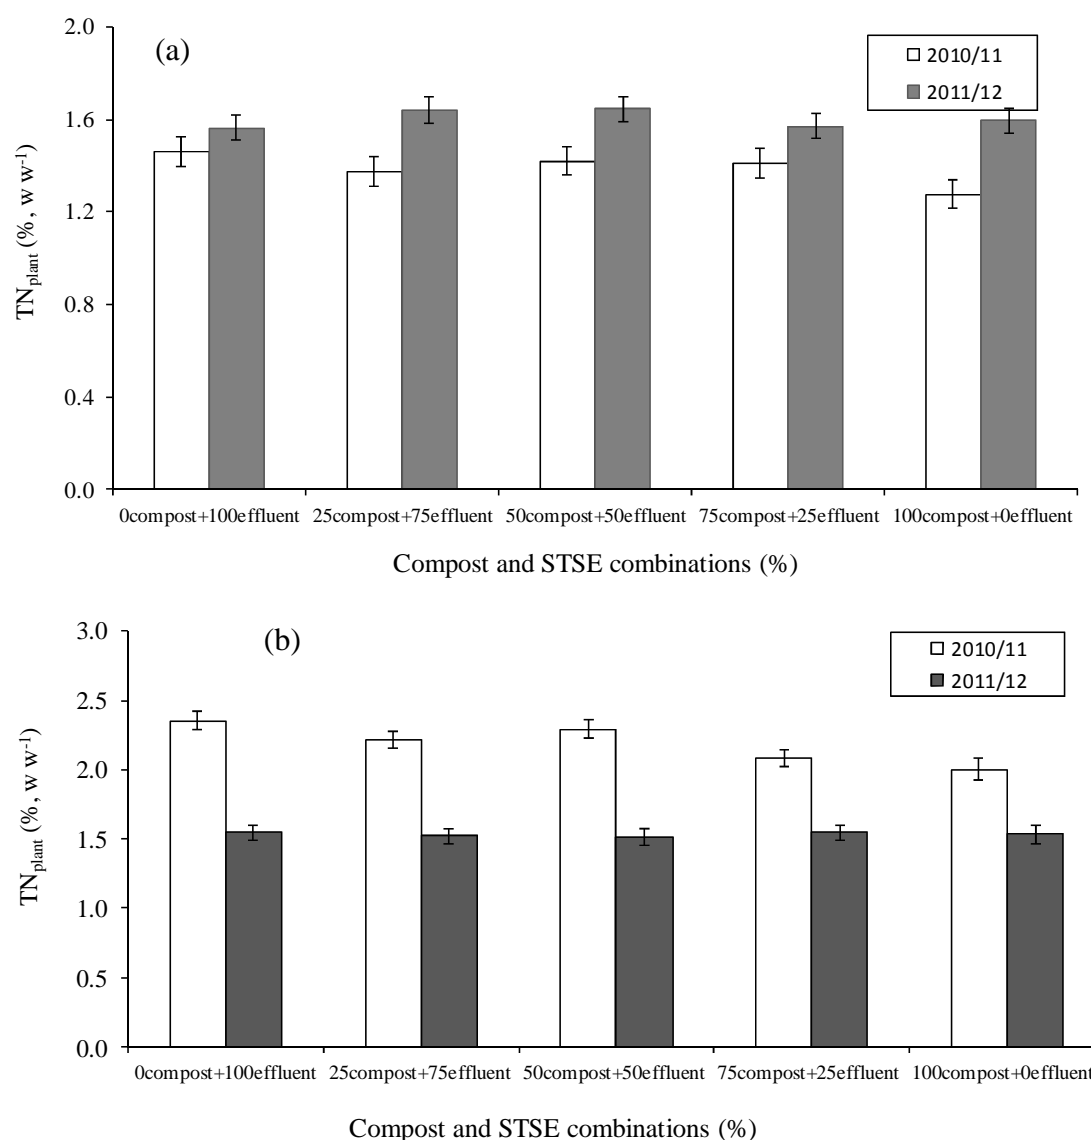 (a)
2010/11
2011/12
2.0
1.6
1.2
0.8
0.4
0.0
TNplant (%, w w-1)
0compost+100effluent 25compost+75effluent 50compost+50effluent 75compost+25effluent 100compost+0effluent
Compost and STSE combinations (%)
(b)
2010/11
2011/12
3.0
2.5
2.0
1.5
1.0
0.5
0.0
TNplant (%, w w-1)
0compost+100effluent 25compost+75effluent 50compost+50effluent 75compost+25effluent 100compost+0effluent
Compost and STSE combinations (%)